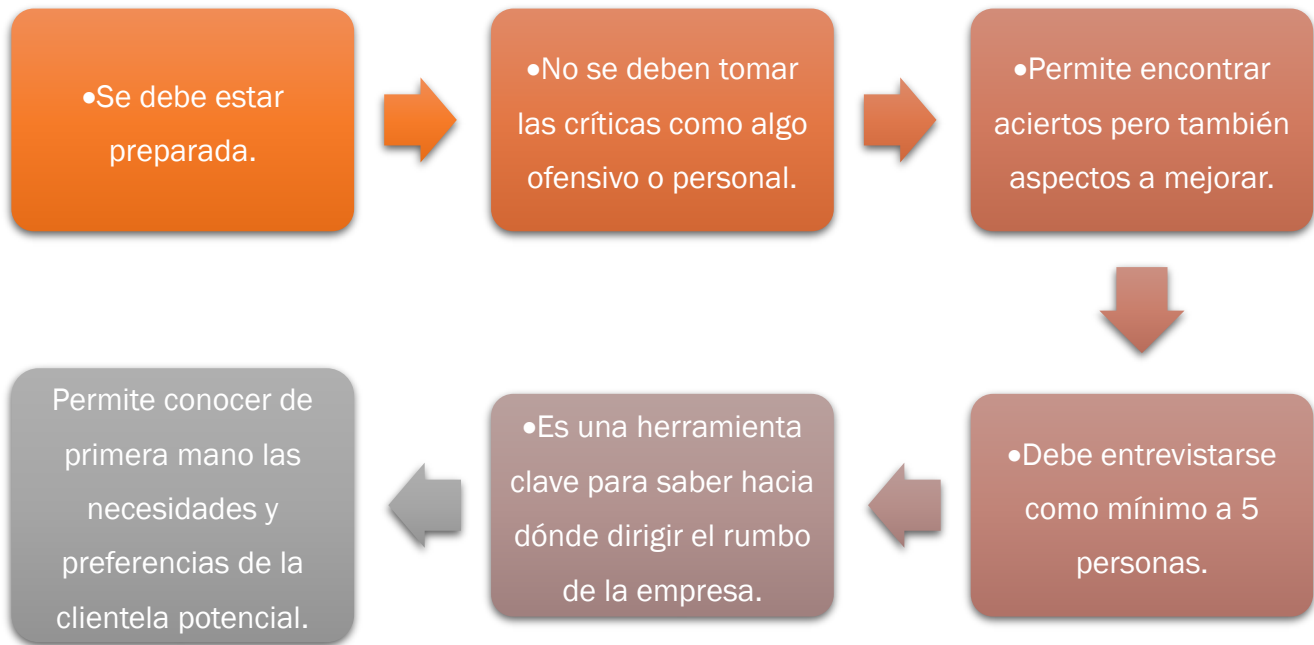 •Se debe estar
preparada.
•No se deben tomar
las críticas como algo
ofensivo o personal.
•Permite encontrar
aciertos pero también
aspectos a mejorar.
•Debe entrevistarse
como mínimo a 5
personas.
•Es una herramienta
clave para saber hacia
dónde dirigir el rumbo
de la empresa.
Permite conocer de
primera mano las
necesidades y
preferencias de la
clientela potencial.